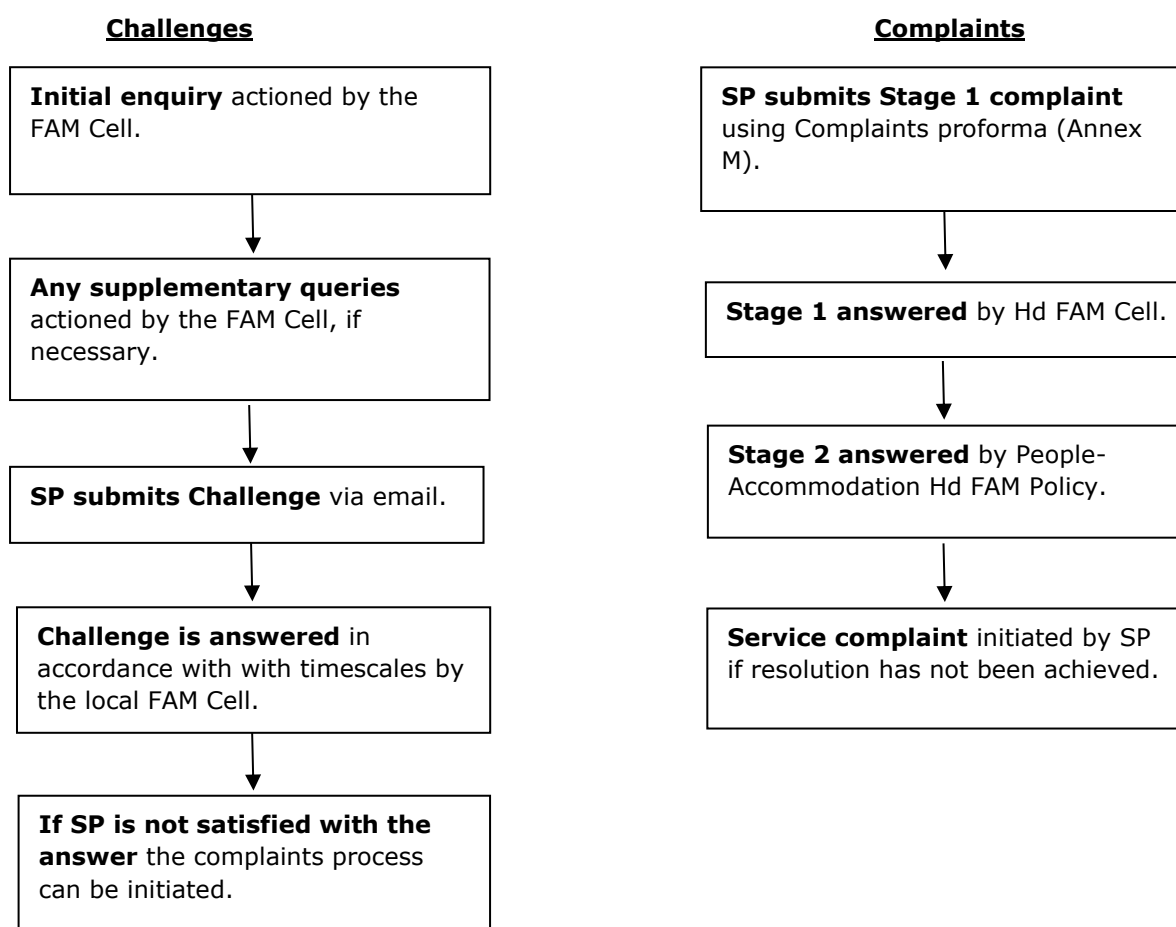 Challenges
Initial enquiry actioned by the
FAM Cell.
Any supplementary queries
actioned by the FAM Cell, if
necessary.
SP submits Challenge via email.
Challenge is answered in
accordance with with timescales by
the local FAM Cell.
If SP is not satisfied with the
answer the complaints process
can be initiated.
Complaints
SP submits Stage 1 complaint
using Complaints proforma (Annex
M).
Stage 1 answered by Hd FAM Cell.
Stage 2 answered by People-
Accommodation Hd FAM Policy.
Service complaint initiated by SP
if resolution has not been achieved.